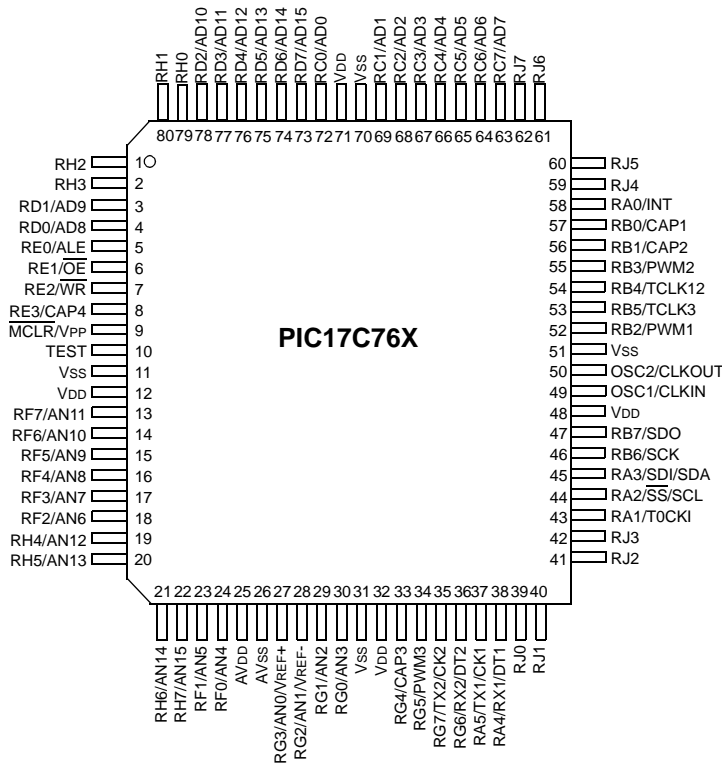 RH1
RH0
RD2/AD10
RD3/AD11
RD4/AD12
RD5/AD13
RD6/AD14
RD7/AD15
RC0/AD0
VDD
VSS
RC1/AD1
RC2/AD2
RC3/AD3
RC4/AD4
RC5/AD5
RC6/AD6
RC7/AD7
RJ7
RJ6
80 79 78 77 76 75 74 73 72 71 70 69 68 67 66 65 64 63 62 61
RH2 1
RH3 2
RD1/AD9 3
RD0/AD8 4
RE0/ALE 5
RE1/OE 6
RE2/WR 7
RE3/CAP4 8
MCLR/VPP 9
TEST 10
VSS 11
VDD 12
RF7/AN11 13
RF6/AN10 14
RF5/AN9 15
RF4/AN8 16
RF3/AN7 17
RF2/AN6 18
RH4/AN12 19
RH5/AN13 20
PIC17C76X
60 RJ5
59 RJ4
58 RA0/INT
57 RB0/CAP1
56 RB1/CAP2
55 RB3/PWM2
54 RB4/TCLK12
53 RB5/TCLK3
52 RB2/PWM1
51 VSS
50 OSC2/CLKOUT
49 OSC1/CLKIN
48 VDD
47 RB7/SDO
46 RB6/SCK
45 RA3/SDI/SDA
44 RA2/SS/SCL
43 RA1/T0CKI
42 RJ3
41 RJ2
21 22 23 24 25 26 27 28 29 30 31 32 33 34 35 36 37 38 39 40
RH6/AN14
RH7/AN15
RF1/AN5
RF0/AN4
AVDD
AVSS
RG3/AN0/VREF+
RG2/AN1/VREF-
RG1/AN2
RG0/AN3
VSS
VDD
RG4/CAP3
RG5/PWM3
RG7/TX2/CK2
RG6/RX2/DT2
RA5/TX1/CK1
RA4/RX1/DT1
RJ0
RJ1